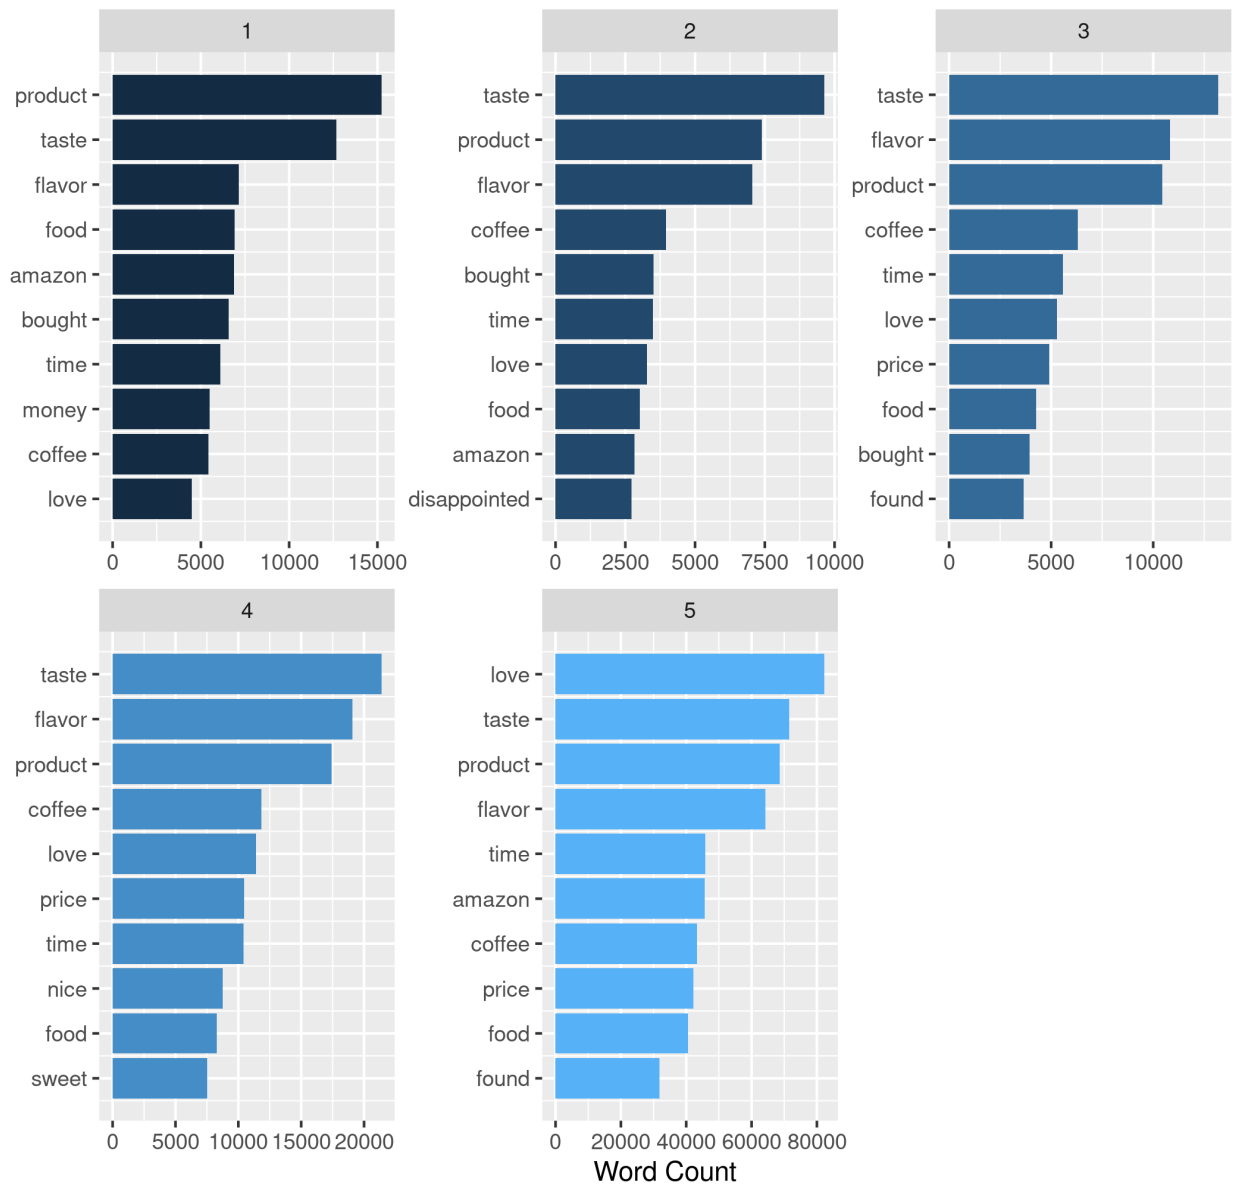 1
product
taste
flavor
food
amazon
bought
time
money
coffee
love
0 5000 10000 15000
2
taste
product
flavor
coffee
bought
time
love
food
amazon
disappointed
0 2500 5000 7500 10000
3
taste
flavor
product
coffee
time
love
price
food
bought
found
0 5000 10000
4
taste
flavor
product
coffee
love
price
time
nice
food
sweet
0 5000 10000 15000 20000
5
love
taste
product
flavor
time
amazon
coffee
price
food
found
0 20000 40000 60000 80000
Word Count